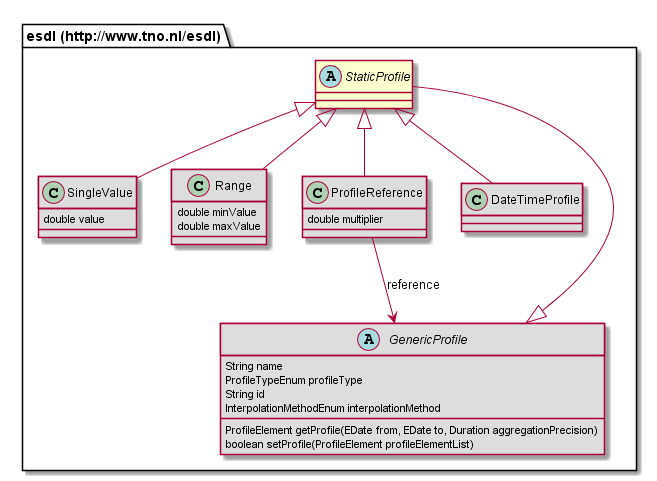 esdl (http://www.tno.nl/esdl)
A StaticProfile
C SingleValue
double value
C Range
double minValue
double maxValue
C ProfileReference
double multiplier
C DateTimeProfile
reference
A GenericProfile
String name
ProfileTypeEnum profileType
String id
InterpolationMethodEnum interpolationMethod
ProfileElement getProfile(EDate from, EDate to, Duration aggregationPrecision)
boolean setProfile(ProfileElement profileElementList)